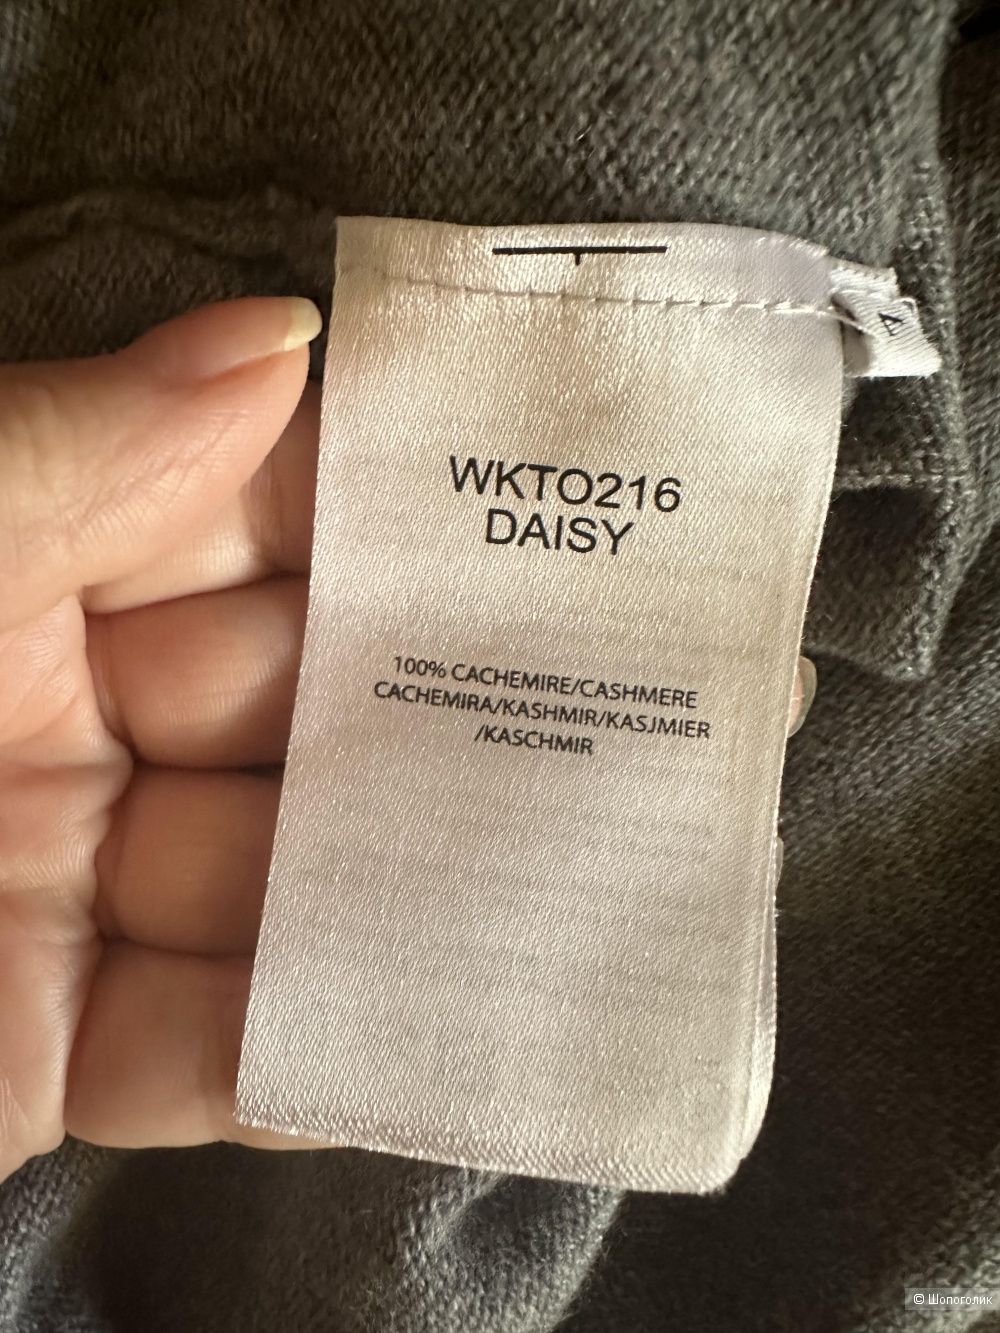 WKTO216
DAISY
100% CACHEMIRE/CASHMERE
CACHEMIRA/KASHMIR/KASJMIER
/KASCHMIR
© Шопоголик